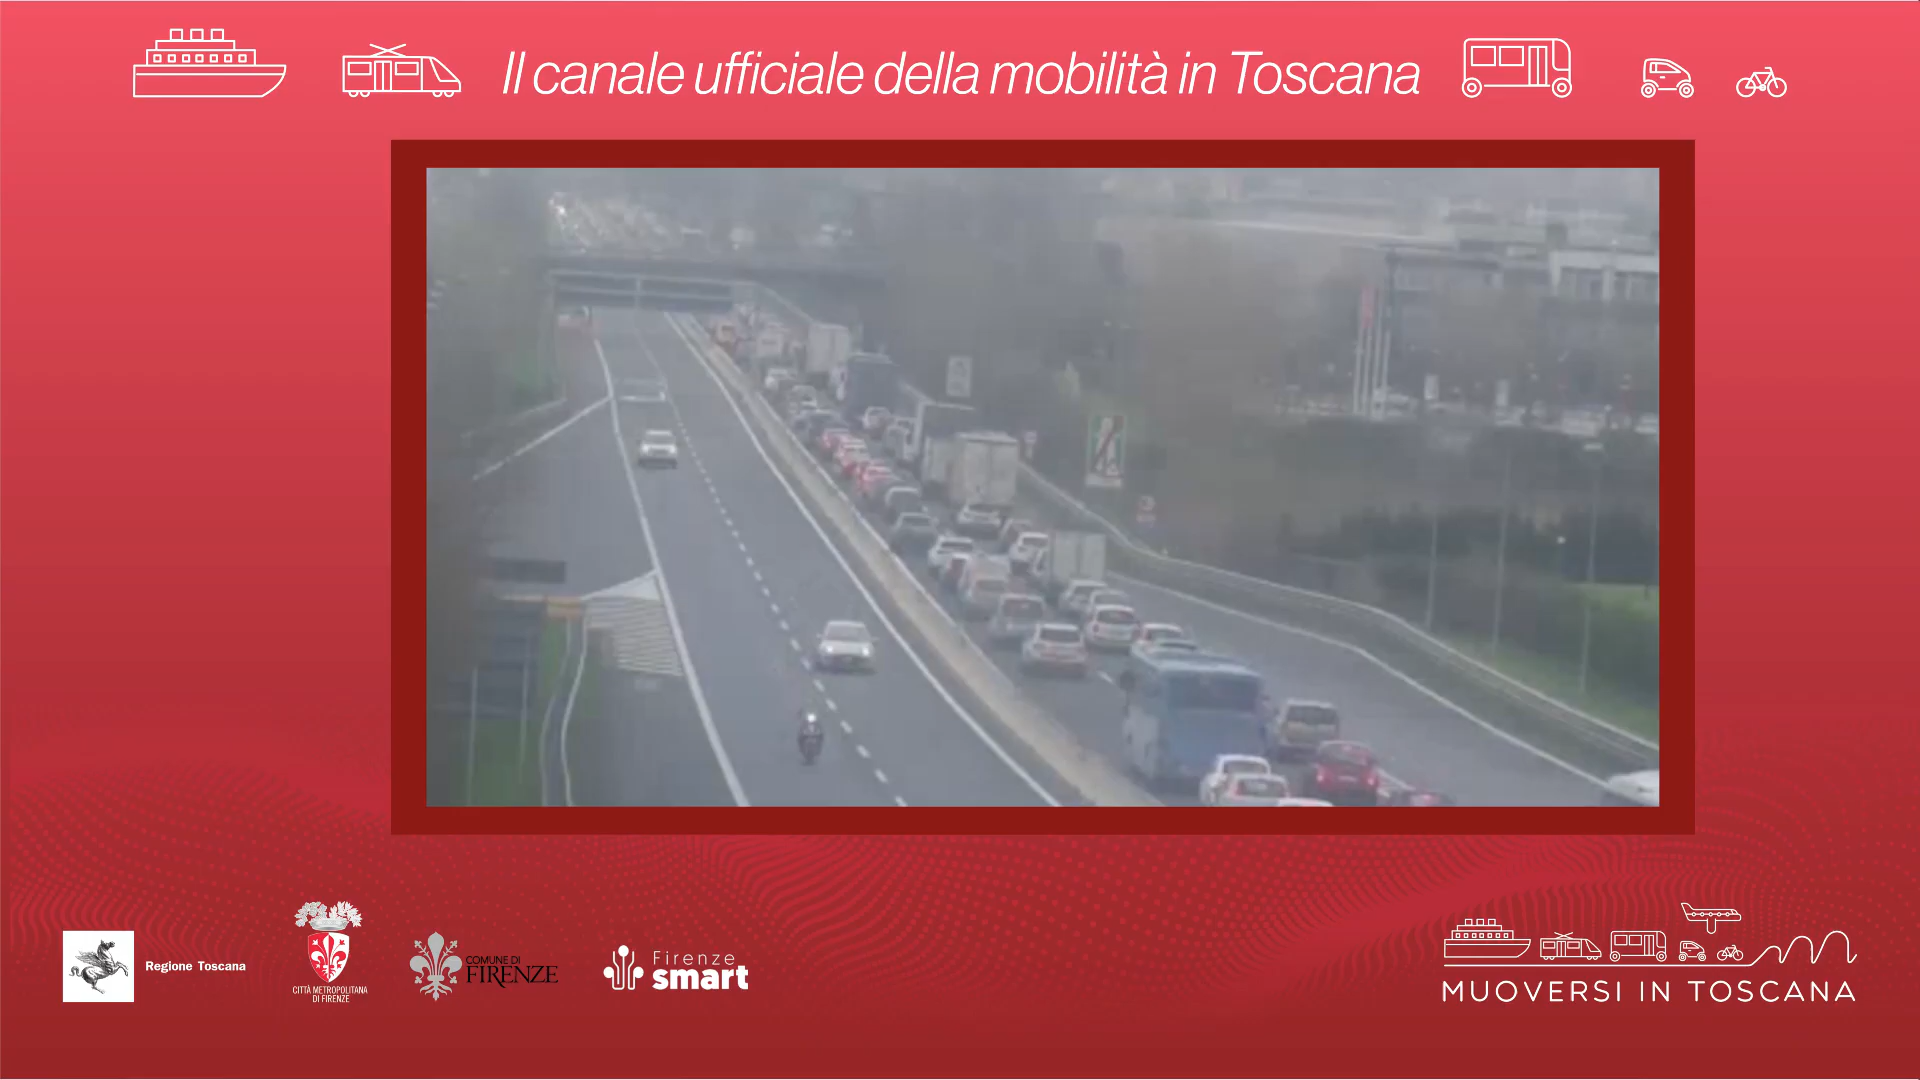 Il canale ufficiale della mobilità in Toscana
Regione Toscana
CITTÀ METROPOLITANA
DI FIRENZE
COMUNE DI
FIRENZE
Firenze
smart
MUOVERSI IN TOSCANA